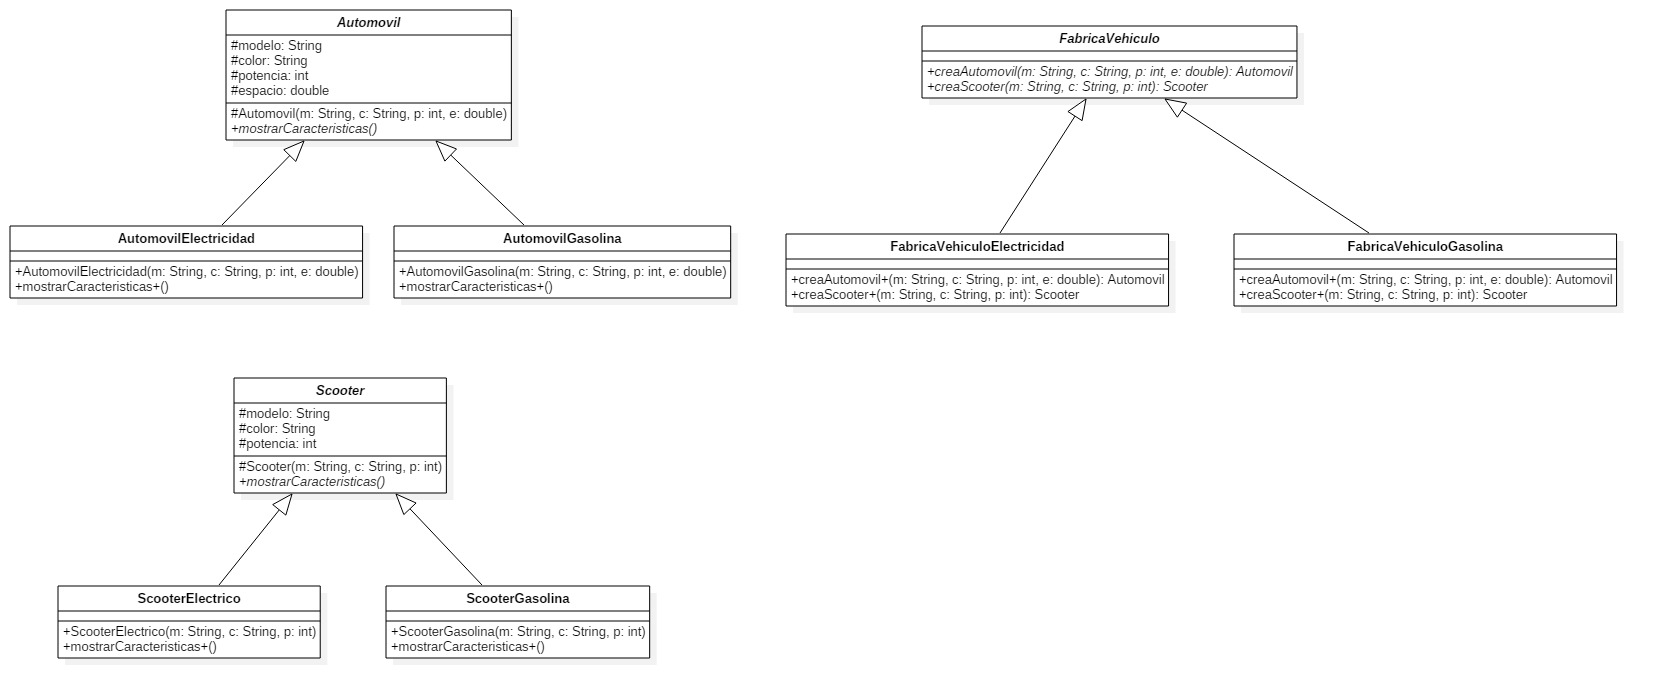 Automovil
#modelo: String
#color: String
#potencia: int
#espacio: double
#Automovil(m: String, c: String, p: int, e: double)
+mostrarCaracteristicas()
FabricaVehiculo
+creaAutomovil(m: String, c: String, p: int, e: double): Automovil
+creaScooter(m: String, c: String, p: int): Scooter
AutomovilElectricidad
+AutomovilElectricidad(m: String, c: String, p: int, e: double)
+mostrarCaracteristicas+()
AutomovilGasolina
+AutomovilGasolina(m: String, c: String, p: int, e: double)
+mostrarCaracteristicas+()
FabricaVehiculoElectricidad
+creaAutomovil+(m: String, c: String, p: int, e: double): Automovil
+creaScooter+(m: String, c: String, p: int): Scooter
FabricaVehiculoGasolina
+creaAutomovil+(m: String, c: String, p: int, e: double): Automovil
+creaScooter+(m: String, c: String, p: int): Scooter
Scooter
#modelo: String
#color: String
#potencia: int
#Scooter(m: String, c: String, p: int)
+mostrarCaracteristicas()
ScooterElectrico
+ScooterElectrico(m: String, c: String, p: int)
+mostrarCaracteristicas+()
ScooterGasolina
+ScooterGasolina(m: String, c: String, p: int)
+mostrarCaracteristicas+()